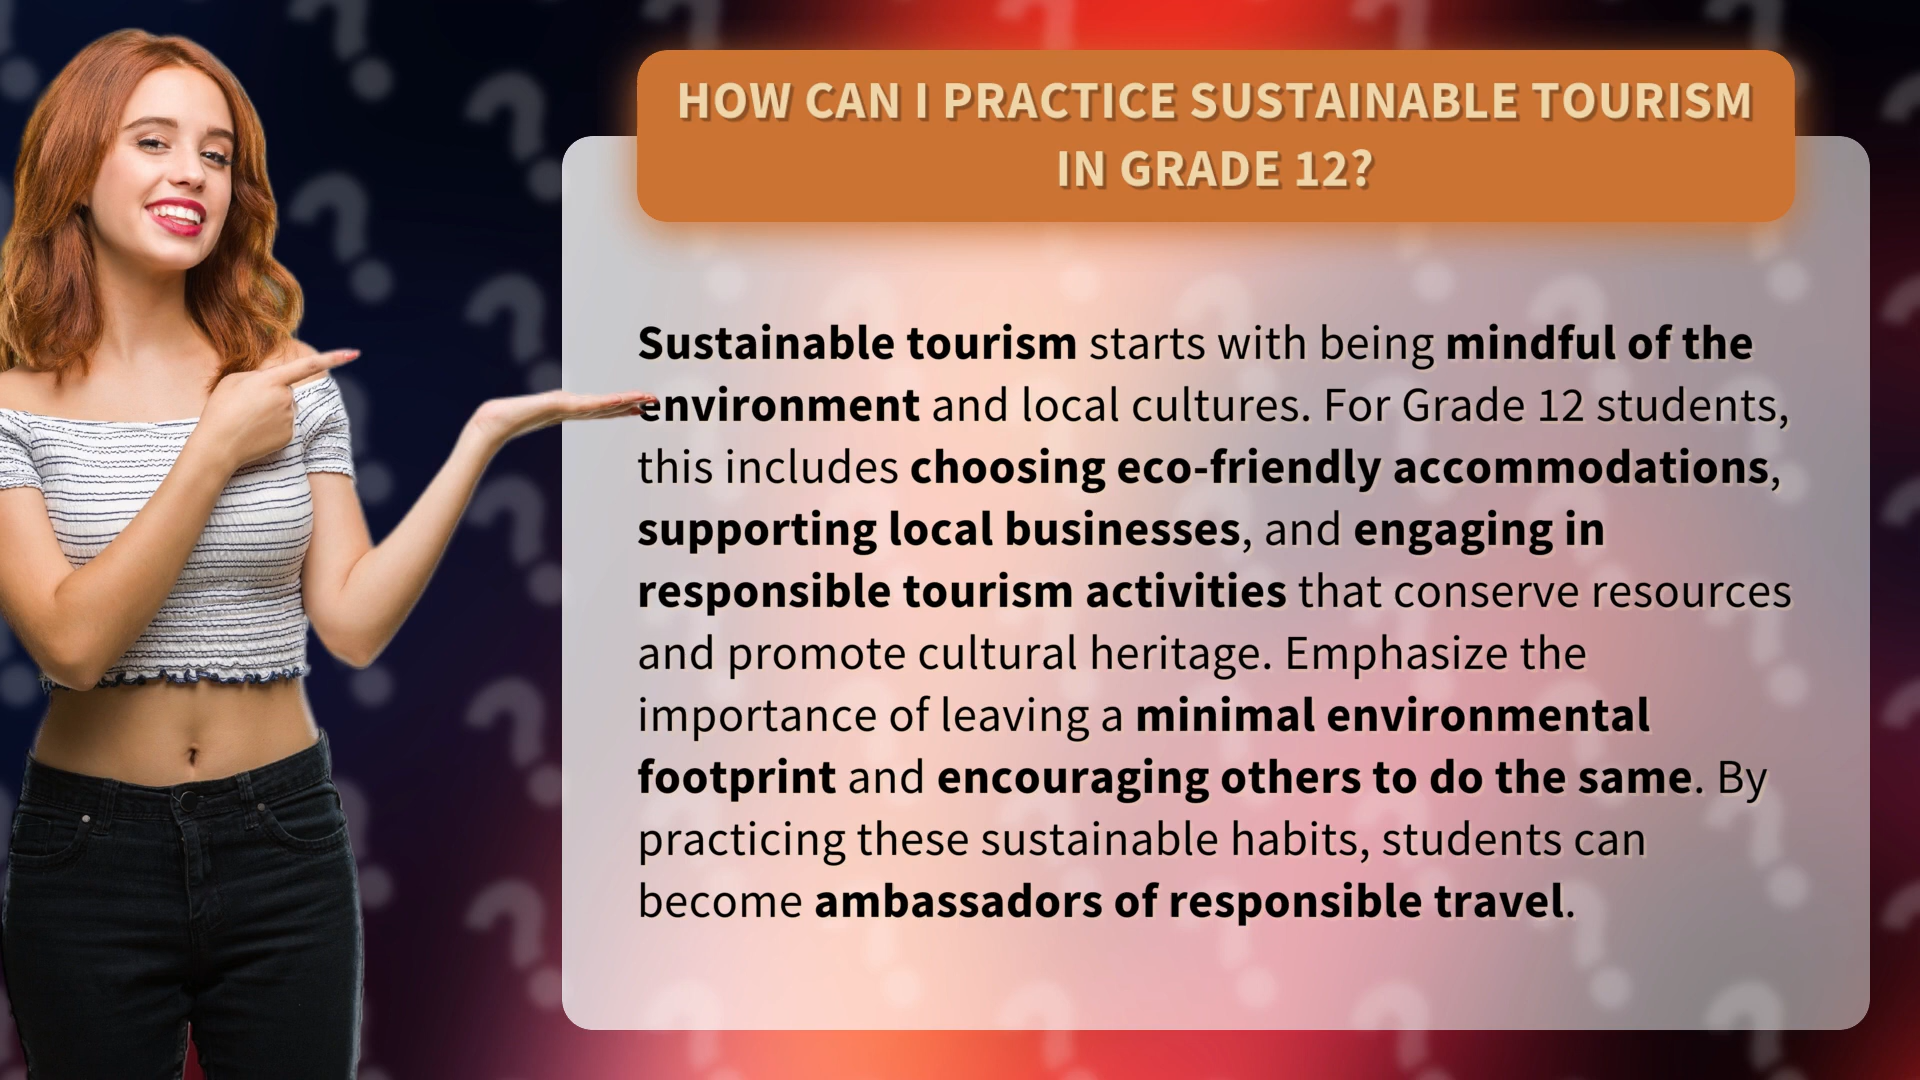 HOW CAN I PRACTICE SUSTAINABLE TOURISM
IN GRADE 12?
Sustainable tourism starts with being mindful of the
environment and local cultures. For Grade 12 students,
this includes choosing eco-friendly accommodations,
supporting local businesses, and engaging in
responsible tourism activities that conserve resources
and promote cultural heritage. Emphasize the
importance of leaving a minimal environmental
footprint and encouraging others to do the same. By
practicing these sustainable habits, students can
become ambassadors of responsible travel.